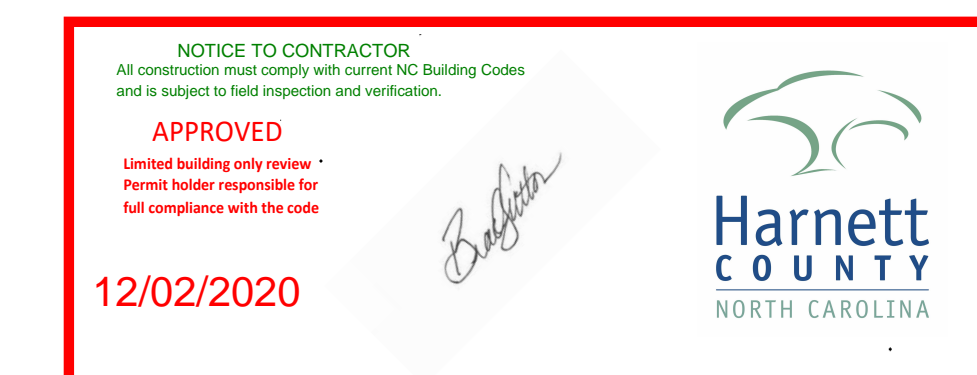 NOTICE TO CONTRACTOR
All construction must comply with current NC Building Codes
and is subject to field inspection and verification.
APPROVED
Limited building only review
Permit holder responsible for
full compliance with the code
12/02/2020
Harnett
COUNTY
NORTH CAROLINA